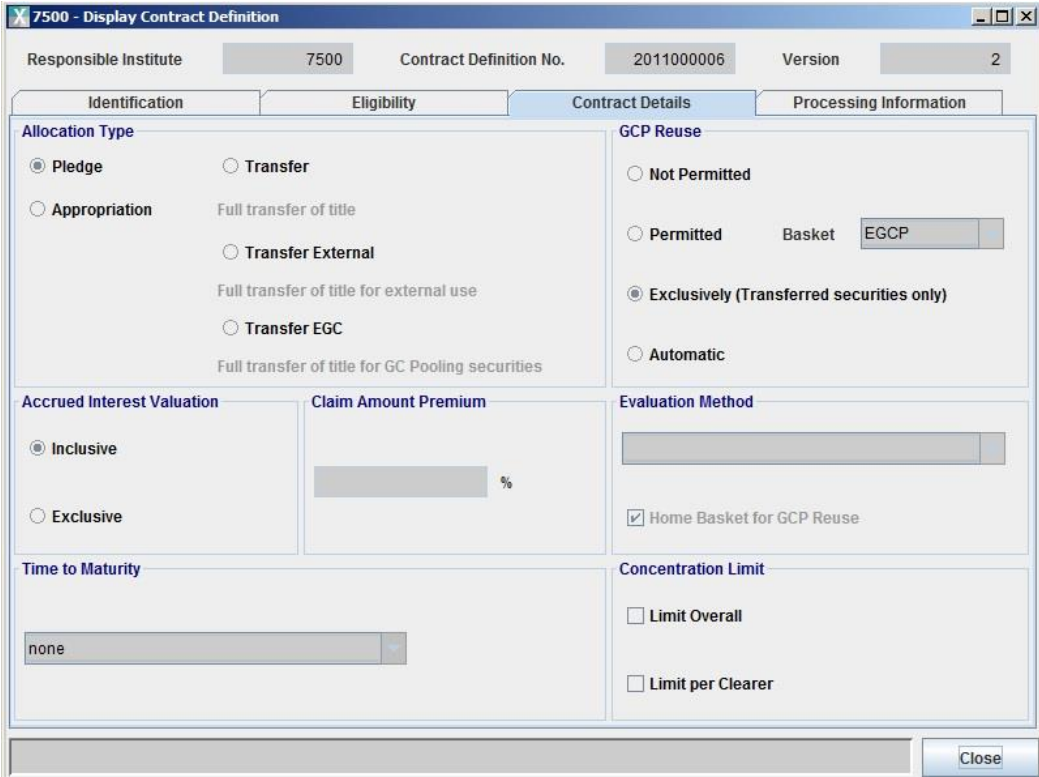 7500 - Display Contract Definition
Responsible Institute 7500 Contract Definition No. 2011000006 Version 2
Identification Eligibility Contract Details Processing Information
Allocation Type
Pledge Transfer
Appropriation Full transfer of title
Transfer External
Full transfer of title for external use
Transfer EGC
Full transfer of title for GC Pooling securities
GCP Reuse
Not Permitted
Permitted Basket EGCP
Exclusively (Transferred securities only)
Automatic
Accrued Interest Valuation
Inclusive
Exclusive
Claim Amount Premium
%
Evaluation Method
Home Basket for GCP Reuse
Time to Maturity
none
Concentration Limit
Limit Overall
Limit per Clearer
Close